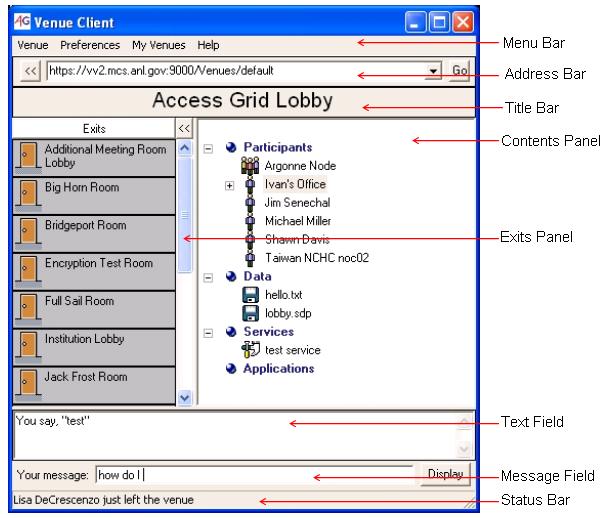 AG Venue Client
Venue Preferences My Venues Help
Menu Bar
<< https://vv2.mcs.anl.gov:9000/Venues/default Go
Address Bar
Access Grid Lobby
Title Bar
Exits <<
Contents Panel
Additional Meeting Room
Lobby
Big Horn Room
Bridgeport Room
Encryption Test Room
Full Sail Room
Institution Lobby
Jack Frost Room
Participants
Argonne Node
Ivan's Office
Jim Senechal
Michael Miller
Shawn Davis
Taiwan NCHC noc02
Data
hello.txt
lobby.sdp
Services
test service
Applications
Exits Panel
You say, "test"
Text Field
Your message: how do I Display
Message Field
Lisa DeCrescenzo just left the venue
Status Bar